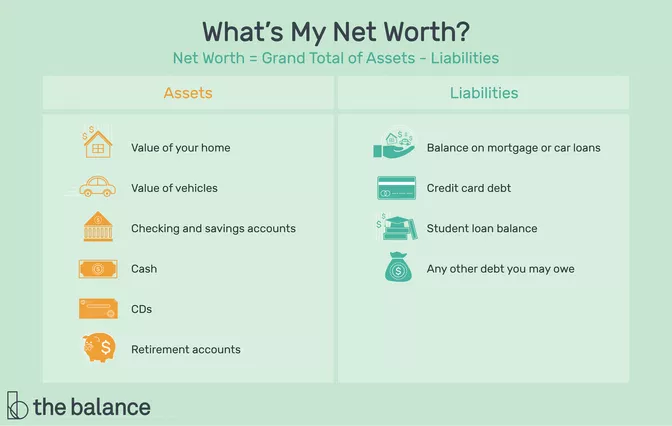 What's My Net Worth?
Net Worth = Grand Total of Assets - Liabilities
Assets
Value of your home
Value of vehicles
Checking and savings accounts
Cash
CDs
Retirement accounts
Liabilities
Balance on mortgage or car loans
Credit card debt
Student loan balance
Any other debt you may owe
the balance